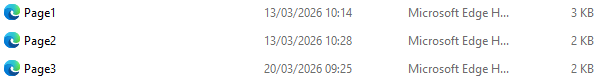 Page1 13/03/2026 10:14 Microsoft Edge H... 3 KB
Page2 13/03/2026 10:28 Microsoft Edge H... 2 KB
Page3 20/03/2026 09:25 Microsoft Edge H... 2 KB